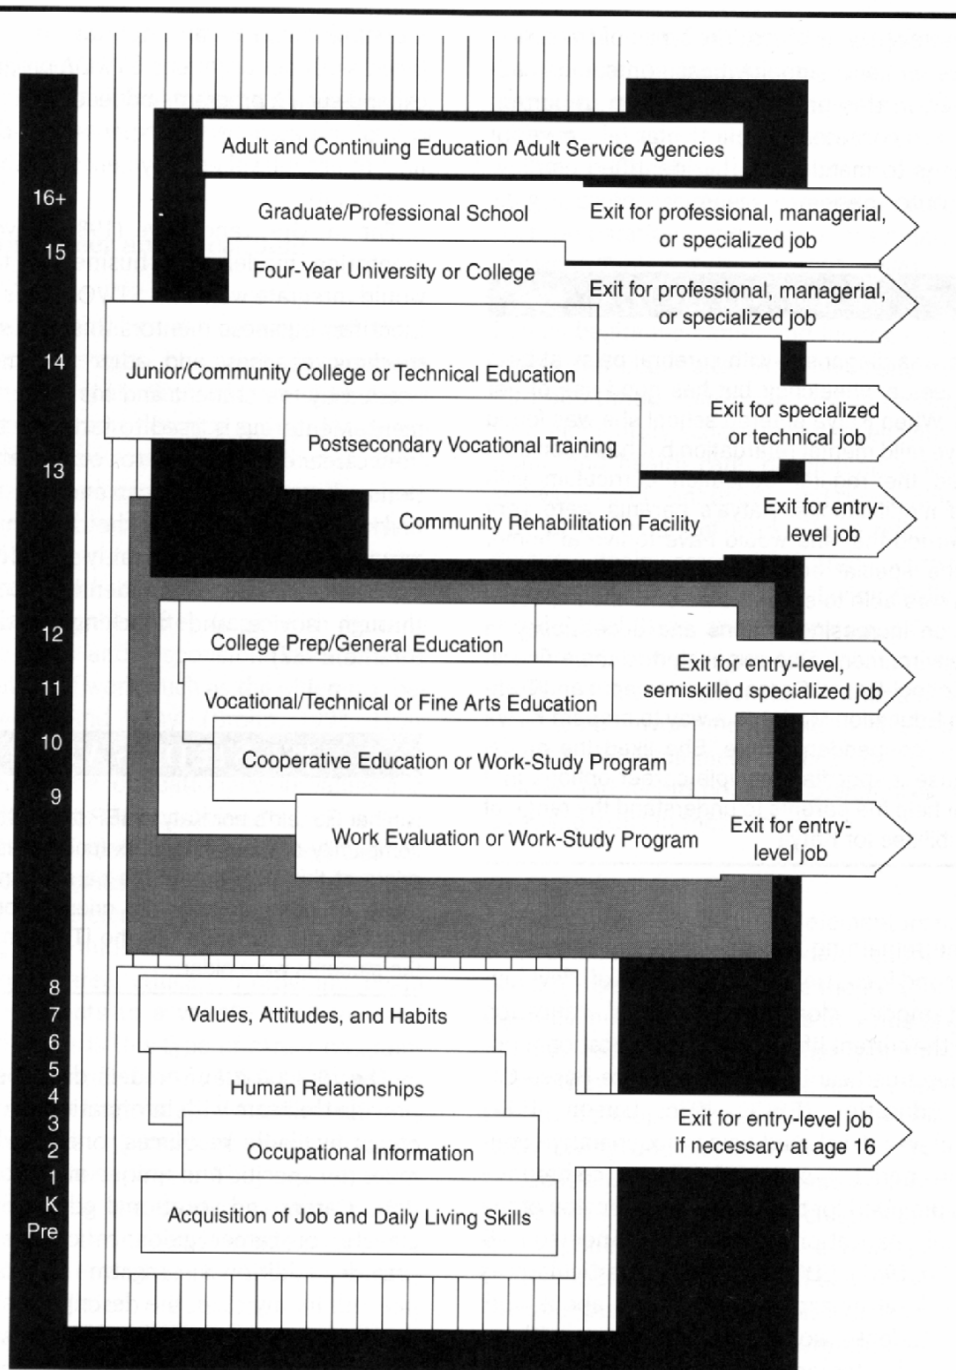 Adult and Continuing Education Adult Service Agencies
16+
Graduate/Professional School
Exit for professional, managerial,
or specialized job
15
Four-Year University or College
Exit for professional, managerial,
or specialized job
14
Junior/Community College or Technical Education
Exit for specialized
or technical job
Postsecondary Vocational Training
13
Community Rehabilitation Facility
Exit for entry-
level job
12
College Prep/General Education
Exit for entry-level,
semiskilled specialized job
11
Vocational/Technical or Fine Arts Education
10
Cooperative Education or Work-Study Program
9
Work Evaluation or Work-Study Program
Exit for entry-
level job
8
Values, Attitudes, and Habits
7
6
5
Human Relationships
4
3
Exit for entry-level job
if necessary at age 16
2
Occupational Information
1
K
Acquisition of Job and Daily Living Skills
Pre